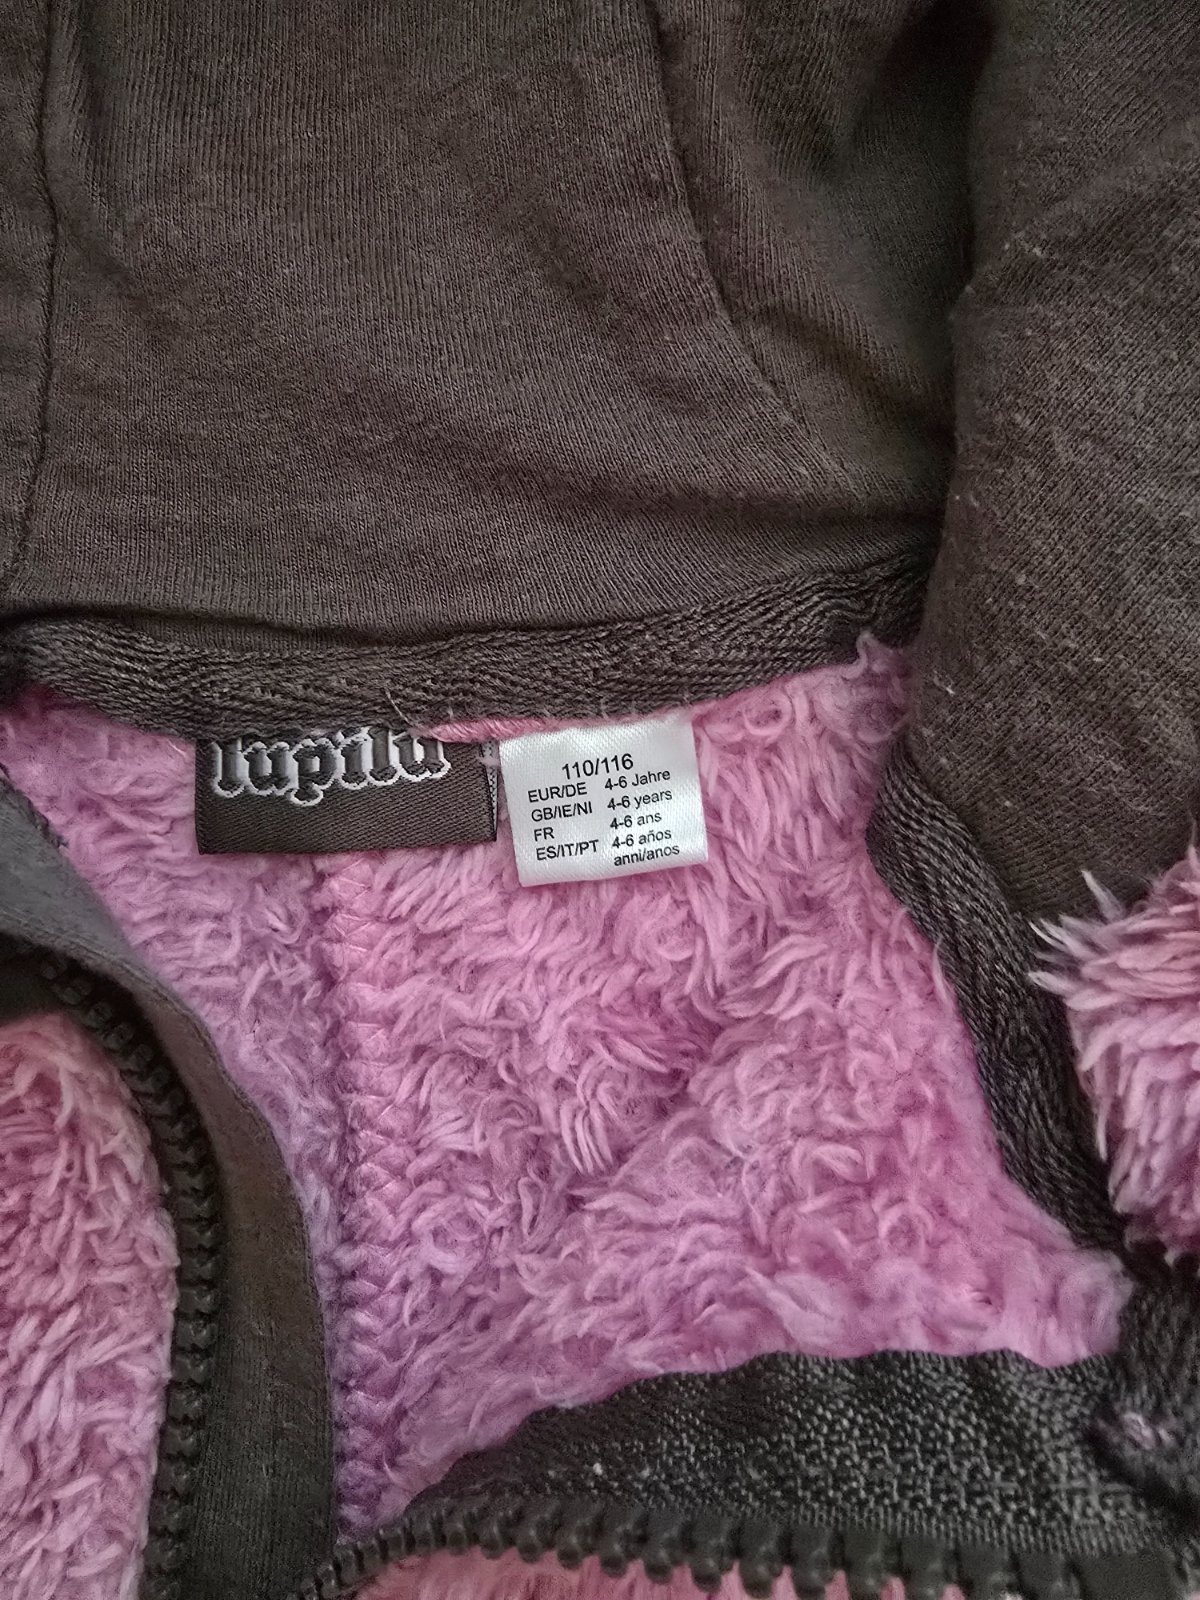 lupilu
110/116
EUR/DE 4-6 Jahre
GB/IE/NI 4-6 years
FR 4-6 ans
ES/IT/PT 4-6 años
anni/anos